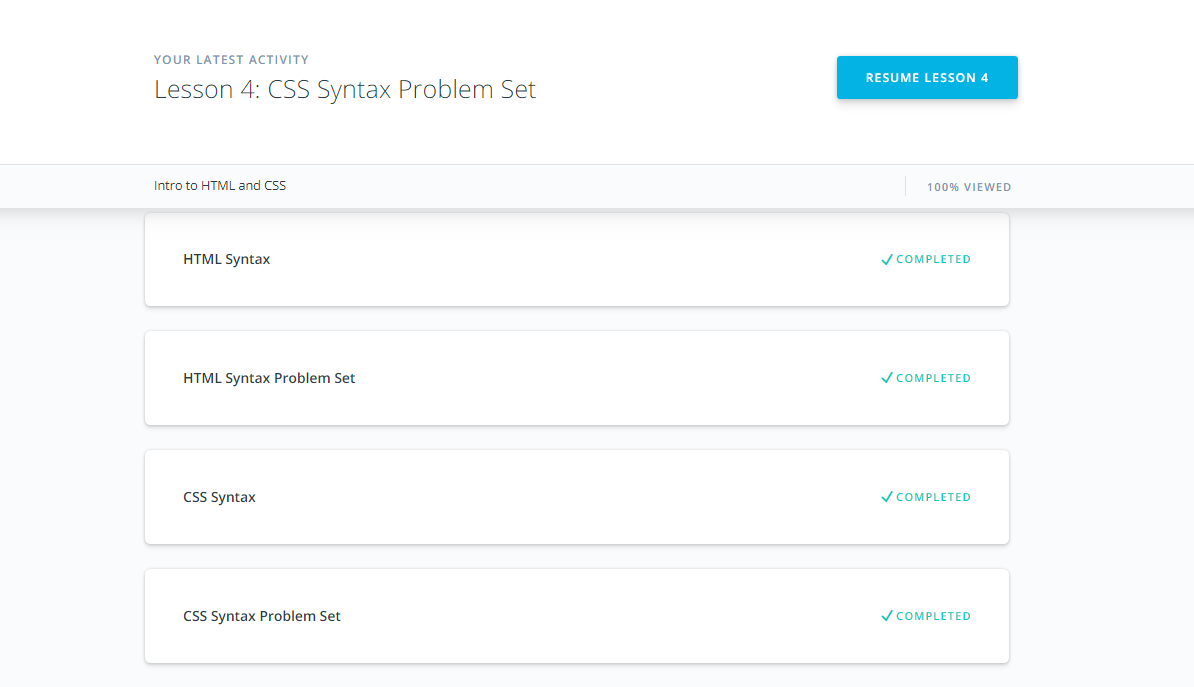 YOUR LATEST ACTIVITY
Lesson 4: CSS Syntax Problem Set
RESUME LESSON 4
Intro to HTML and CSS
100% VIEWED
HTML Syntax
COMPLETED
HTML Syntax Problem Set
COMPLETED
CSS Syntax
COMPLETED
CSS Syntax Problem Set
COMPLETED